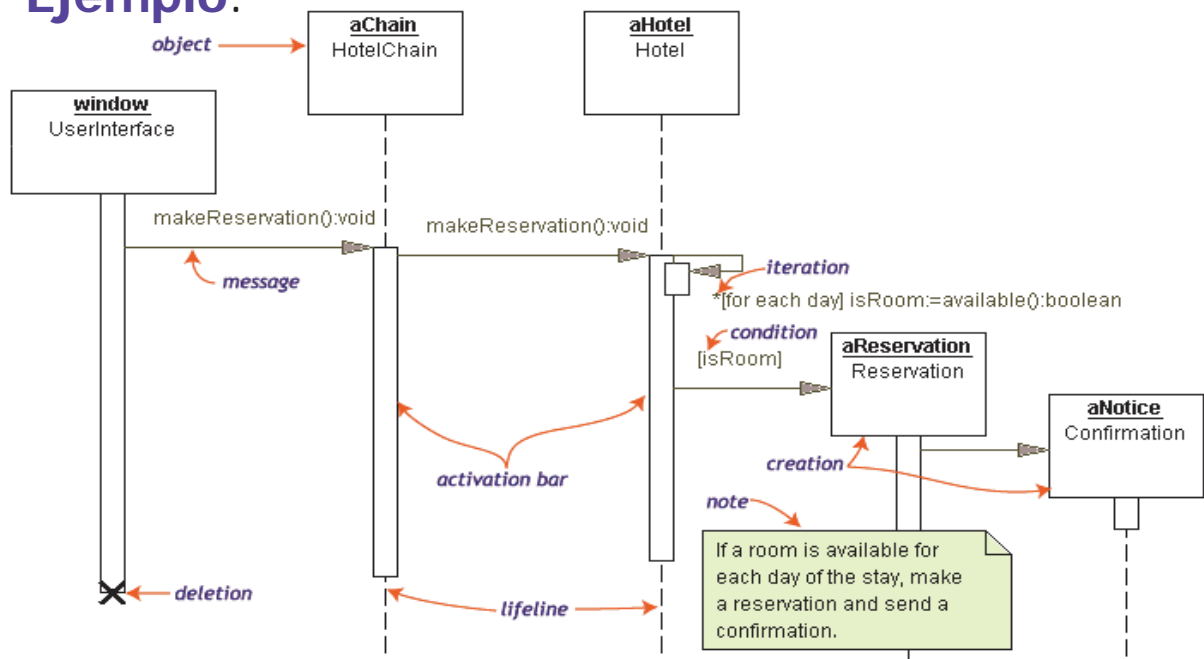 Ejemplo:
object
aChain
HotelChain
aHotel
Hotel
window
UserInterface
makeReservation():void
makeReservation():void
message
iteration
*[for each day] isRoom:=available():boolean
condition
[isRoom]
aReservation
Reservation
aNotice
Confirmation
activation bar
creation
note
If a room is available for
each day of the stay, make
a reservation and send a
confirmation.
deletion
lifeline